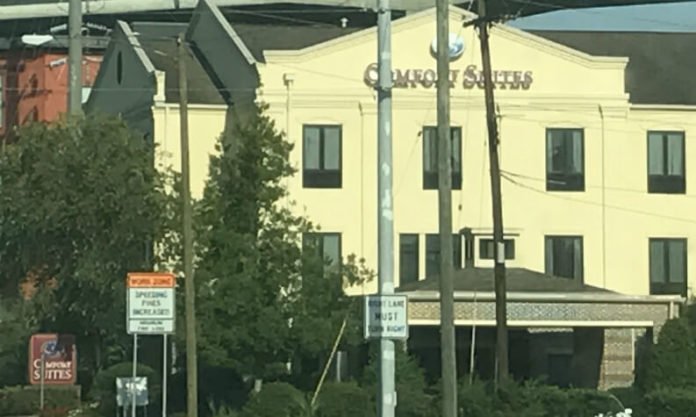 COMFORT SUITES
WORK ZONE
SPEEDING
FINES
INCREASED
RIGHT LANE
MUST
TURN RIGHT
COMFORT
SUITES